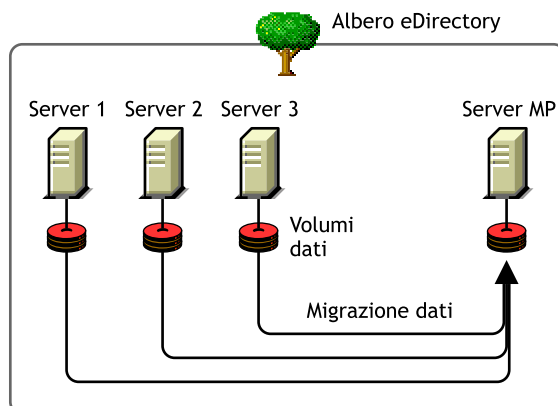 Albero eDirectory
Server 1
Server 2
Server 3
Server MP
Volumi
dati
Migrazione dati